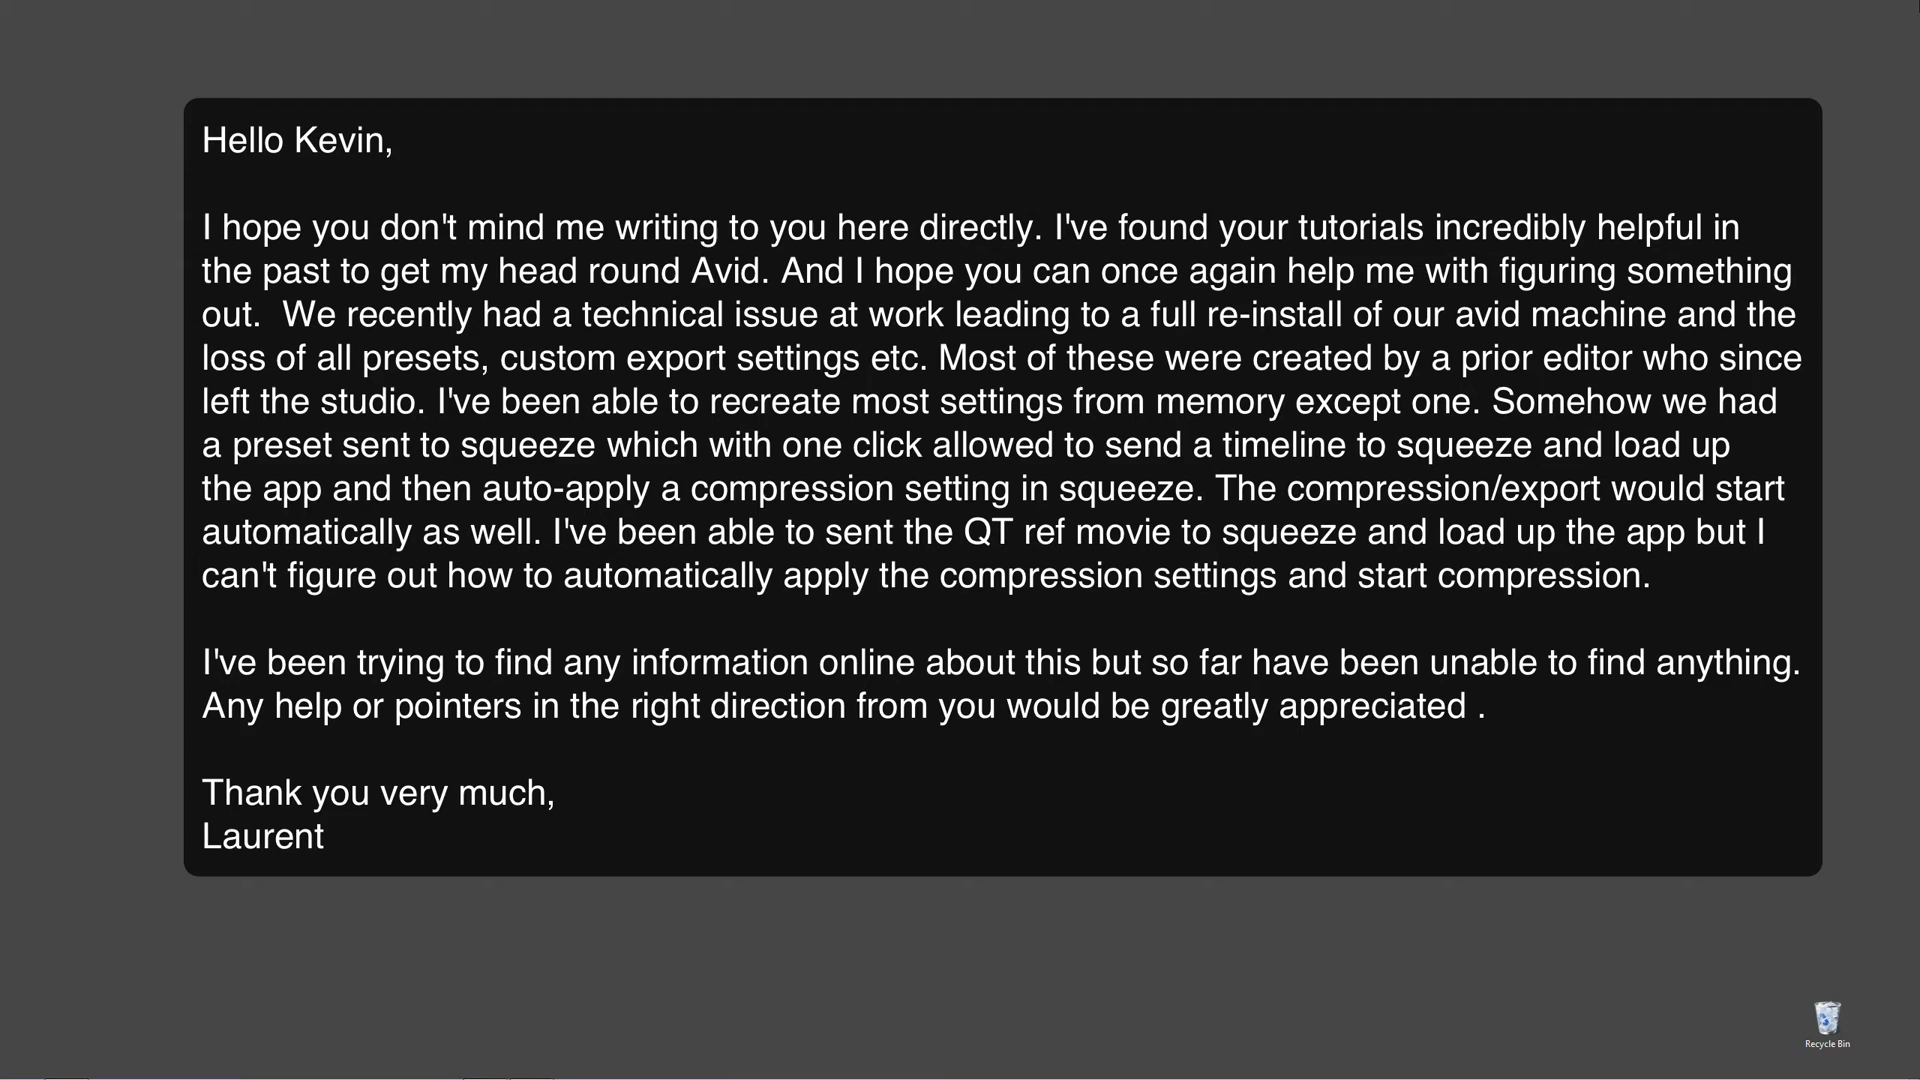 Hello Kevin,
I hope you don't mind me writing to you here directly. I've found your tutorials incredibly helpful in
the past to get my head round Avid. And I hope you can once again help me with figuring something
out.  We recently had a technical issue at work leading to a full re-install of our avid machine and the
loss of all presets, custom export settings etc. Most of these were created by a prior editor who since
left the studio. I've been able to recreate most settings from memory except one. Somehow we had
a preset sent to squeeze which with one click allowed to send a timeline to squeeze and load up
the app and then auto-apply a compression setting in squeeze. The compression/export would start
automatically as well. I've been able to sent the QT ref movie to squeeze and load up the app but I
can't figure out how to automatically apply the compression settings and start compression.
I've been trying to find any information online about this but so far have been unable to find anything.
Any help or pointers in the right direction from you would be greatly appreciated .
Thank you very much,
Laurent
Recycle Bin